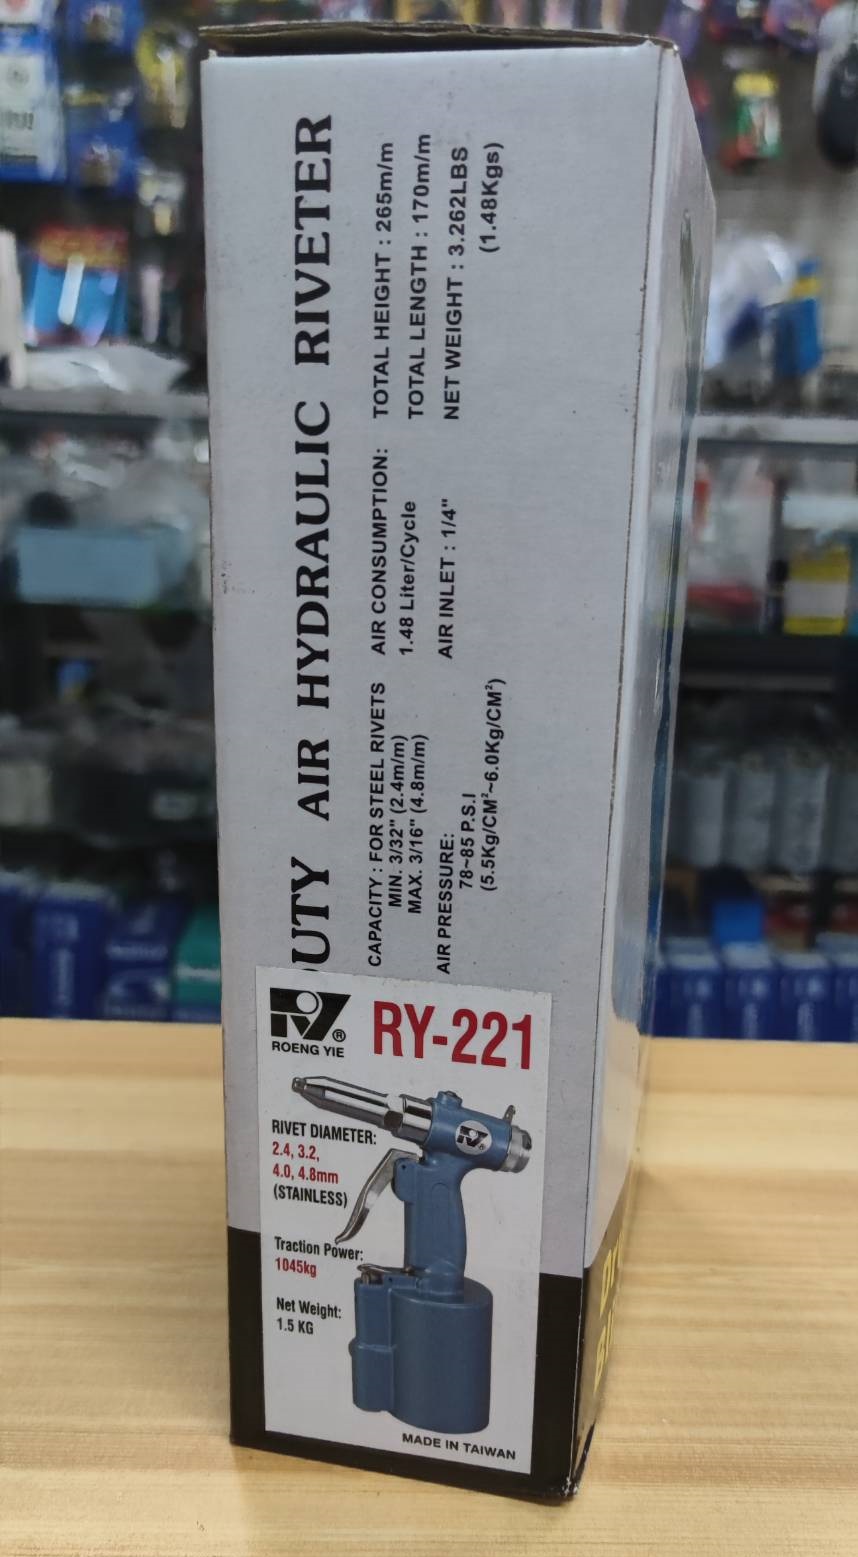 DUTY AIR HYDRAULIC RIVETER
CAPACITY : FOR STEEL RIVETS
MIN. 3/32" (2.4m/m)
MAX. 3/16" (4.8m/m)
AIR PRESSURE:
78~85 P.S.I
(5.5Kg/CM²~6.0Kg/CM²)
AIR CONSUMPTION:
1.48 Liter/Cycle
AIR INLET : 1/4"
TOTAL HEIGHT : 265m/m
TOTAL LENGTH : 170m/m
NET WEIGHT : 3.262LBS
(1.48Kgs)
RY®
ROENG YIE
RY-221
RIVET DIAMETER:
2.4, 3.2,
4.0, 4.8mm
(STAINLESS)
Traction Power:
1045kg
Net Weight:
1.5 KG
MADE IN TAIWAN